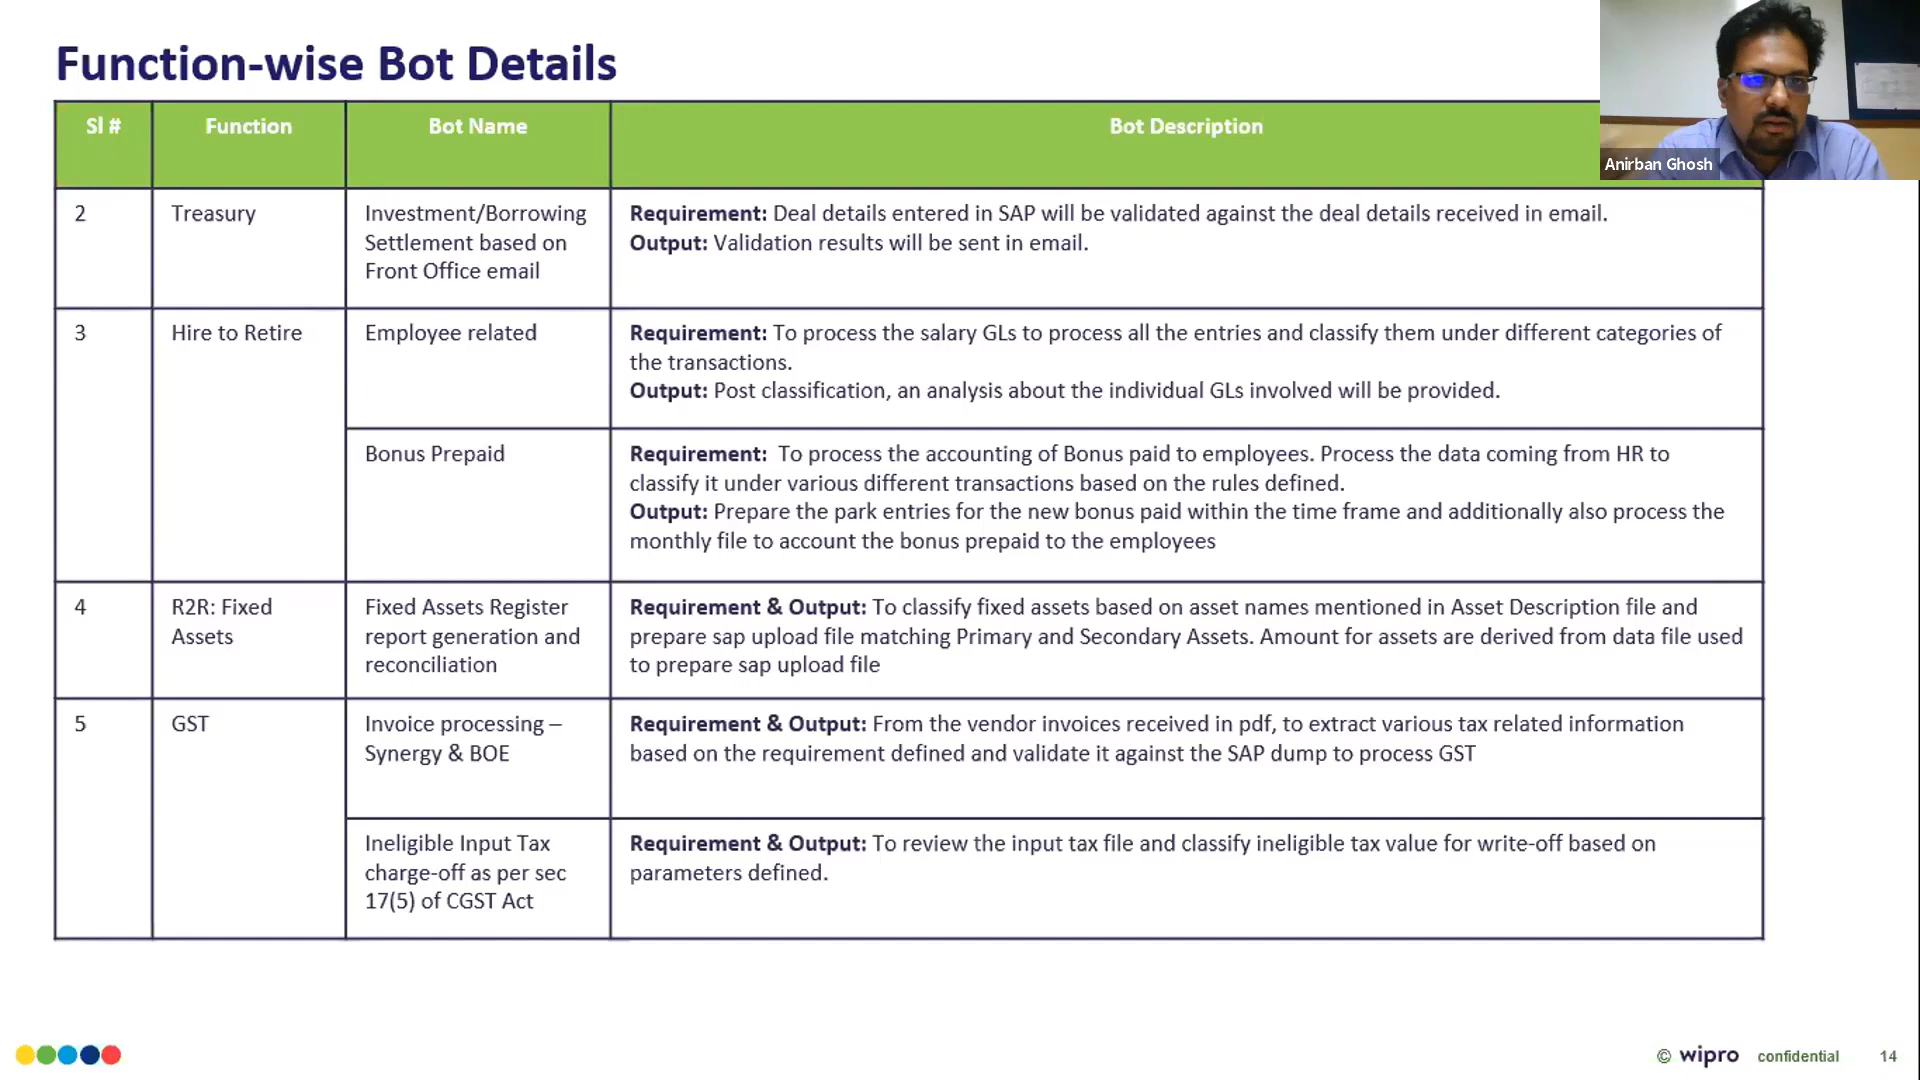 Function-wise Bot Details
Anirban Ghosh
Sl #
Function
Bot Name
Bot Description
2
Treasury
Investment/Borrowing
Settlement based on
Front Office email
Requirement: Deal details entered in SAP will be validated against the deal details received in email.
Output: Validation results will be sent in email.
3
Hire to Retire
Employee related
Requirement: To process the salary GLs to process all the entries and classify them under different categories of
the transactions.
Output: Post classification, an analysis about the individual GLs involved will be provided.
Bonus Prepaid
Requirement: To process the accounting of Bonus paid to employees. Process the data coming from HR to
classify it under various different transactions based on the rules defined.
Output: Prepare the park entries for the new bonus paid within the time frame and additionally also process the
monthly file to account the bonus prepaid to the employees
4
R2R: Fixed
Assets
Fixed Assets Register
report generation and
reconciliation
Requirement & Output: To classify fixed assets based on asset names mentioned in Asset Description file and
prepare sap upload file matching Primary and Secondary Assets. Amount for assets are derived from data file used
to prepare sap upload file
5
GST
Invoice processing –
Synergy & BOE
Requirement & Output: From the vendor invoices received in pdf, to extract various tax related information
based on the requirement defined and validate it against the SAP dump to process GST
Ineligible Input Tax
charge-off as per sec
17(5) of CGST Act
Requirement & Output: To review the input tax file and classify ineligible tax value for write-off based on
parameters defined.
© wipro confidential 14